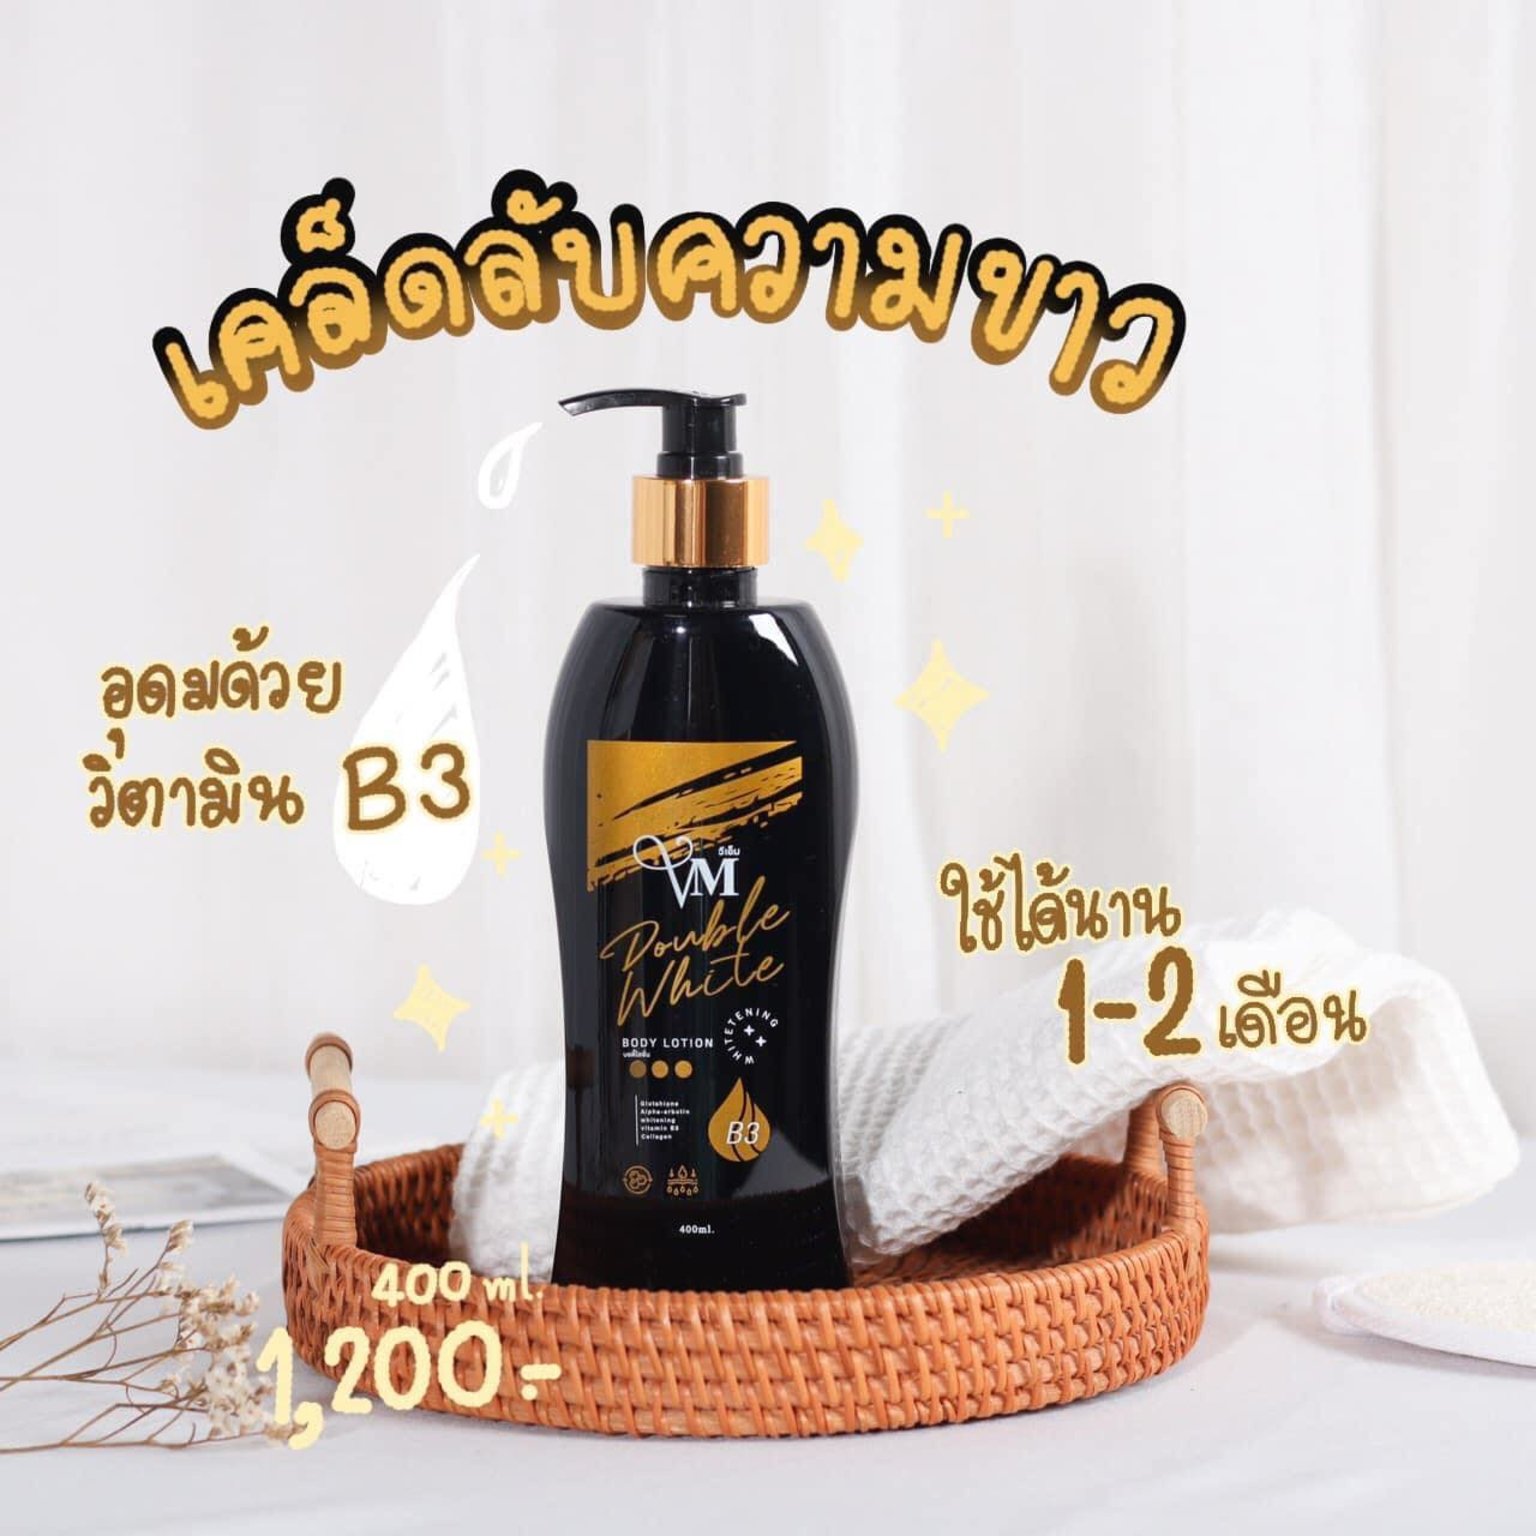 เคล็ดลับความขาว
อุดมด้วย
วิตามิน B3
วีเอ็ม
VM
Double
White
BODY LOTION
บอดี้โลชั่น
WHITETENING
Glutathione
Alpha-arbutin
whitening
vitamin B3
Collagen
B3
400ml.
ใช้ได้นาน
1-2 เดือน
400 ml.
1,200.-